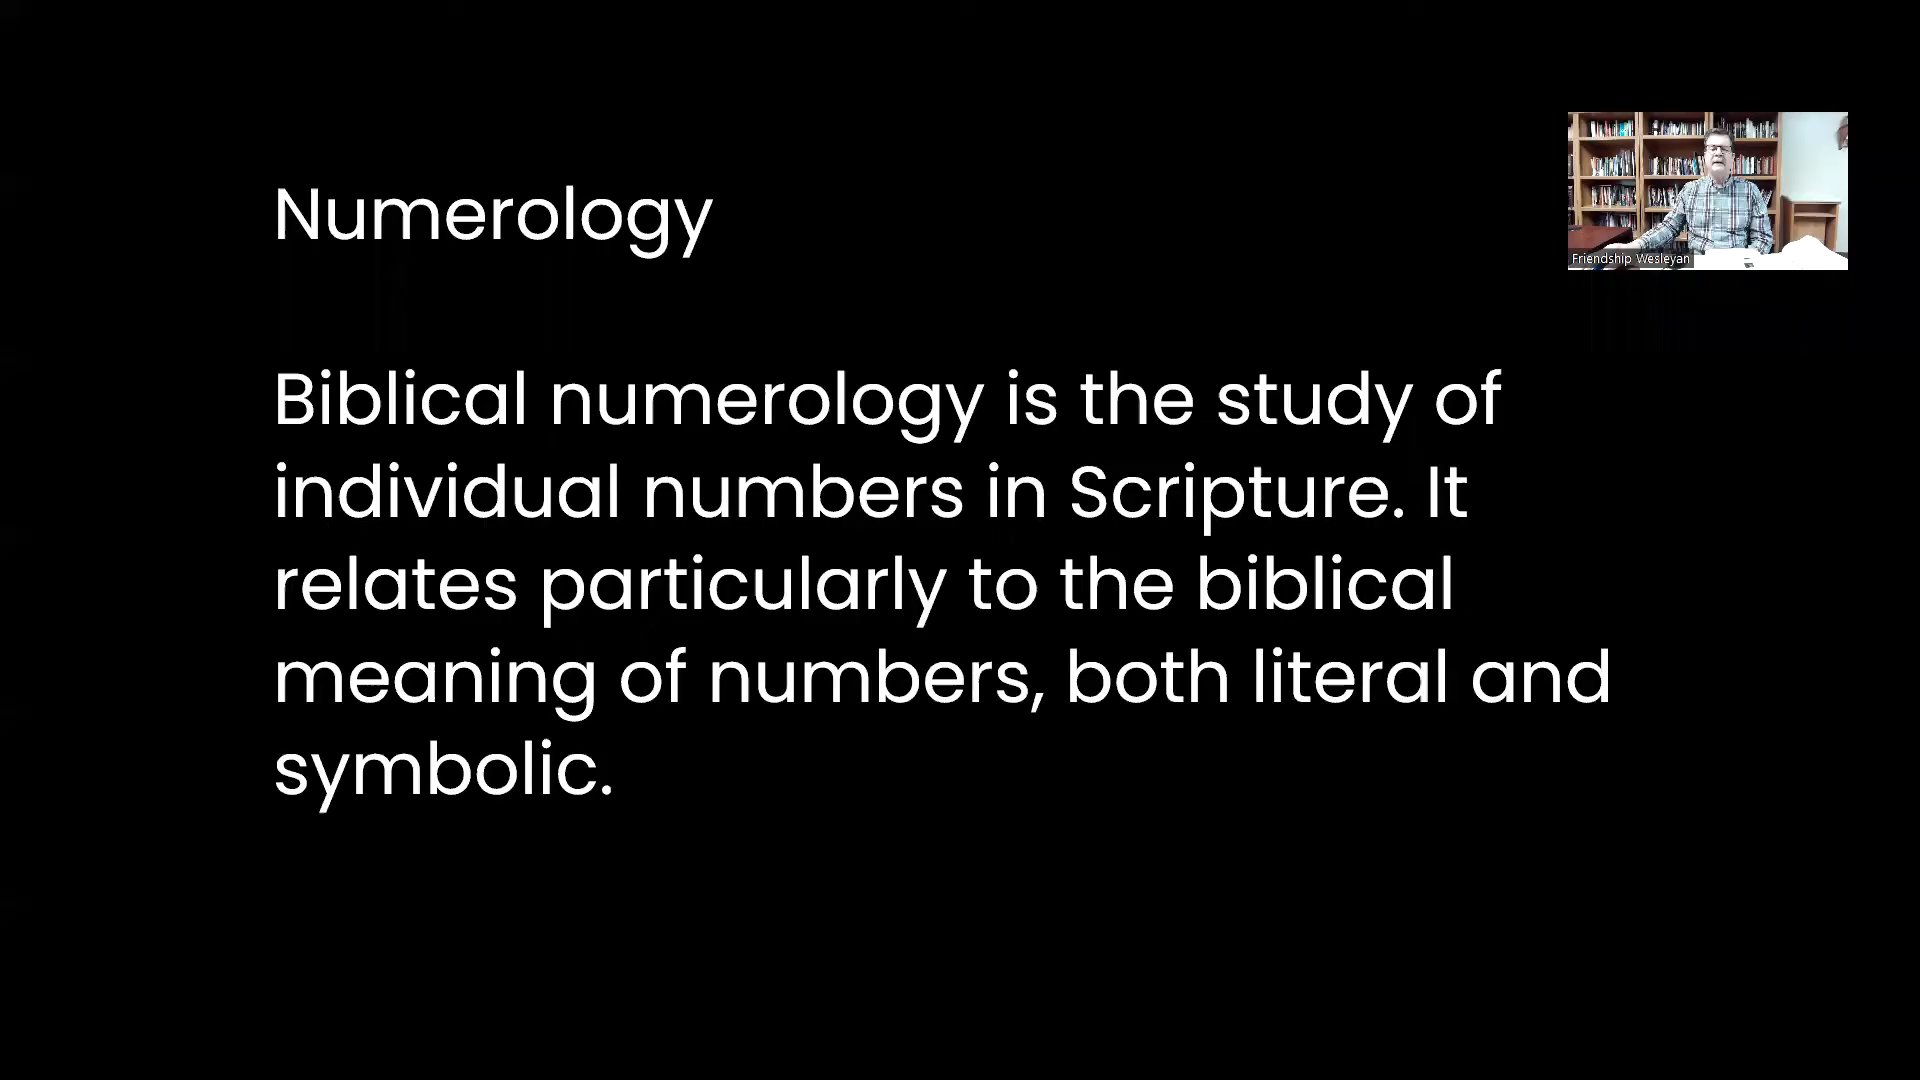 Numerology
Biblical numerology is the study of
individual numbers in Scripture. It
relates particularly to the biblical
meaning of numbers, both literal and
symbolic.
Friendship Wesleyan